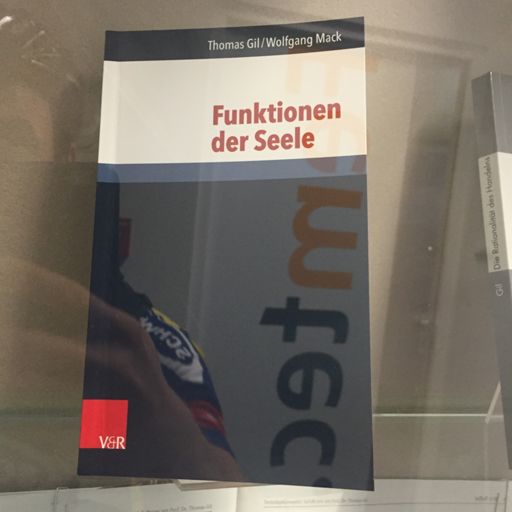 Thomas Gil/Wolfgang Mack
Funktionen
der Seele
V&R
Gil Die Rationalität des Handelns